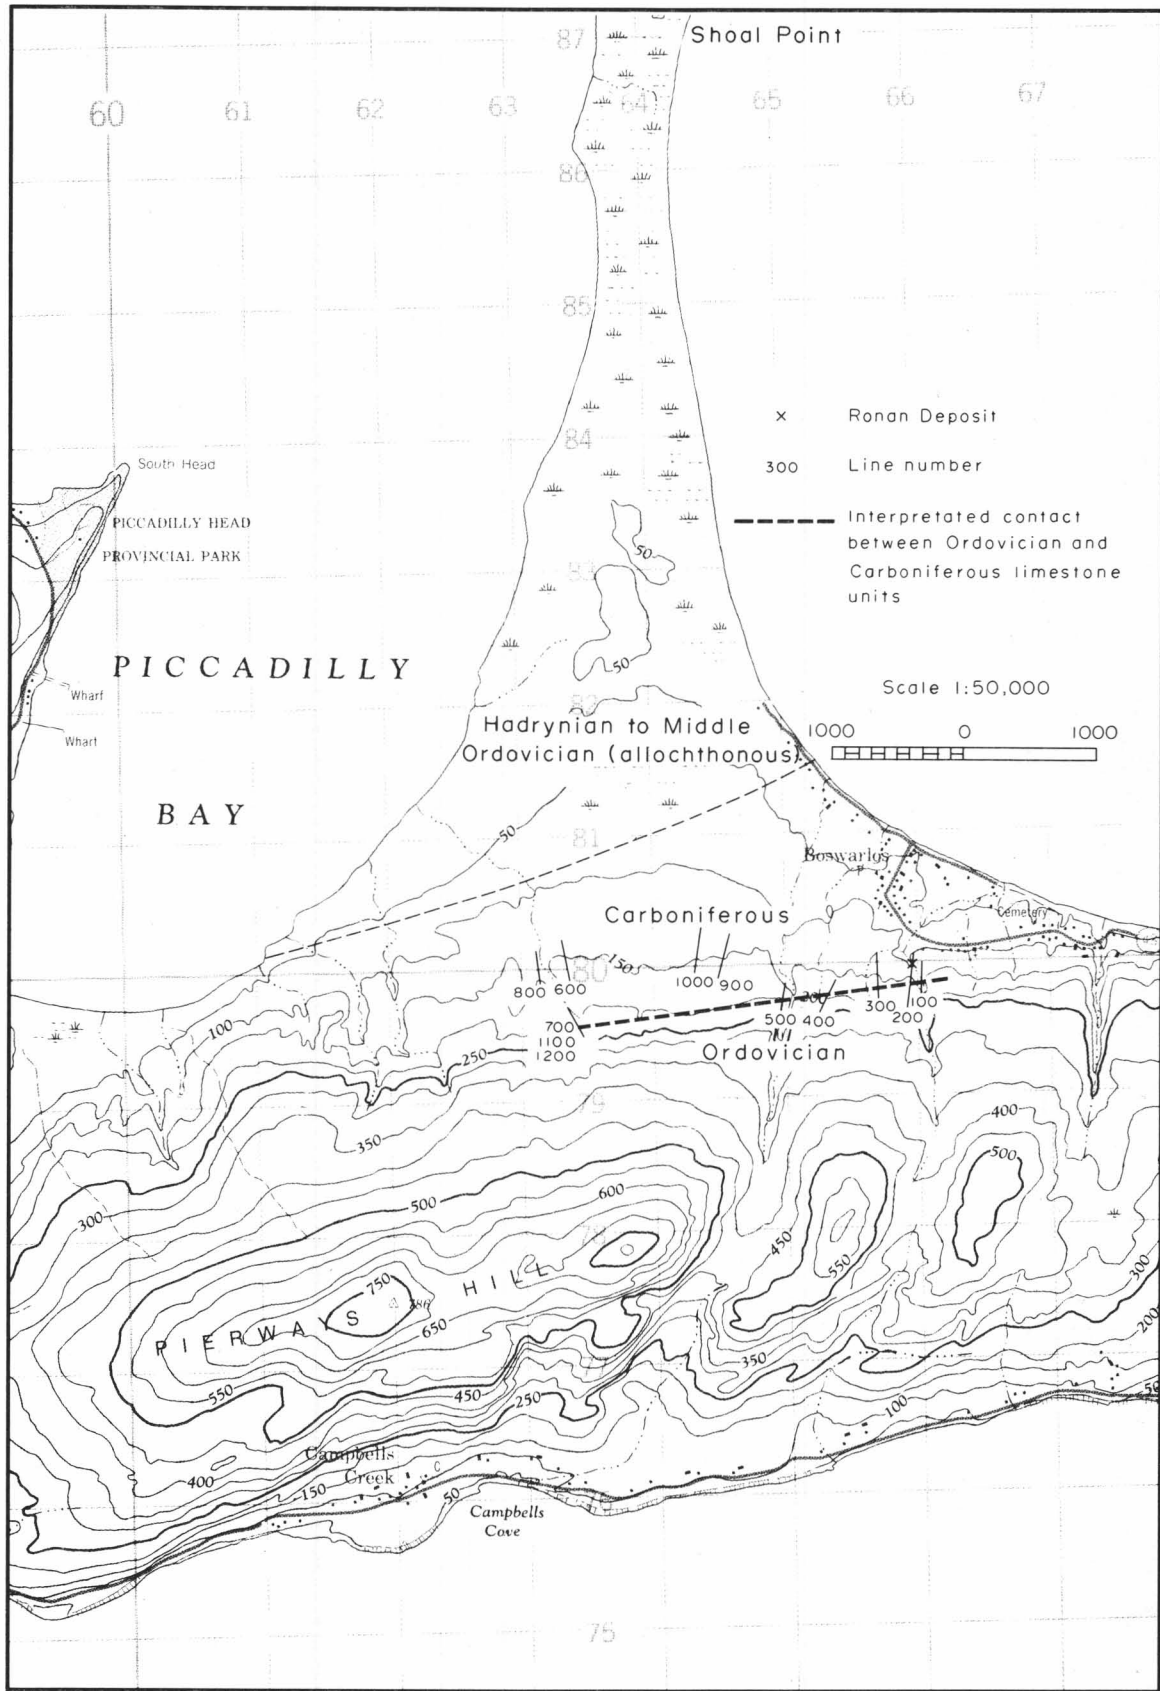 Shoal Point
87
60
61
62
63
64
65
66
67
86
85
84
× Ronan Deposit
300 Line number
Interpretated contact
between Ordovician and
Carboniferous limestone
units
South Head
PICCADILLY HEAD
PROVINCIAL PARK
50
83
50
PICCADILLY
Wharf
Wharf
82
Scale 1:50,000
1000 0 1000
Hadrynian to Middle
Ordovician (allochthonous)
BAY
50
81
Boswarlos
Carboniferous
Cemetery
80
150
800 600
1000 900
100
700
1100
1200
500 400
300
200
100
250
Ordovician
79
350
400
500
300
500
600
78
450
550
300
750
PIERWAYS HILL
650
200
77
350
550
450
250
50
100
Campbells
Creek
400
150
50
76
Campbells
Cove
75